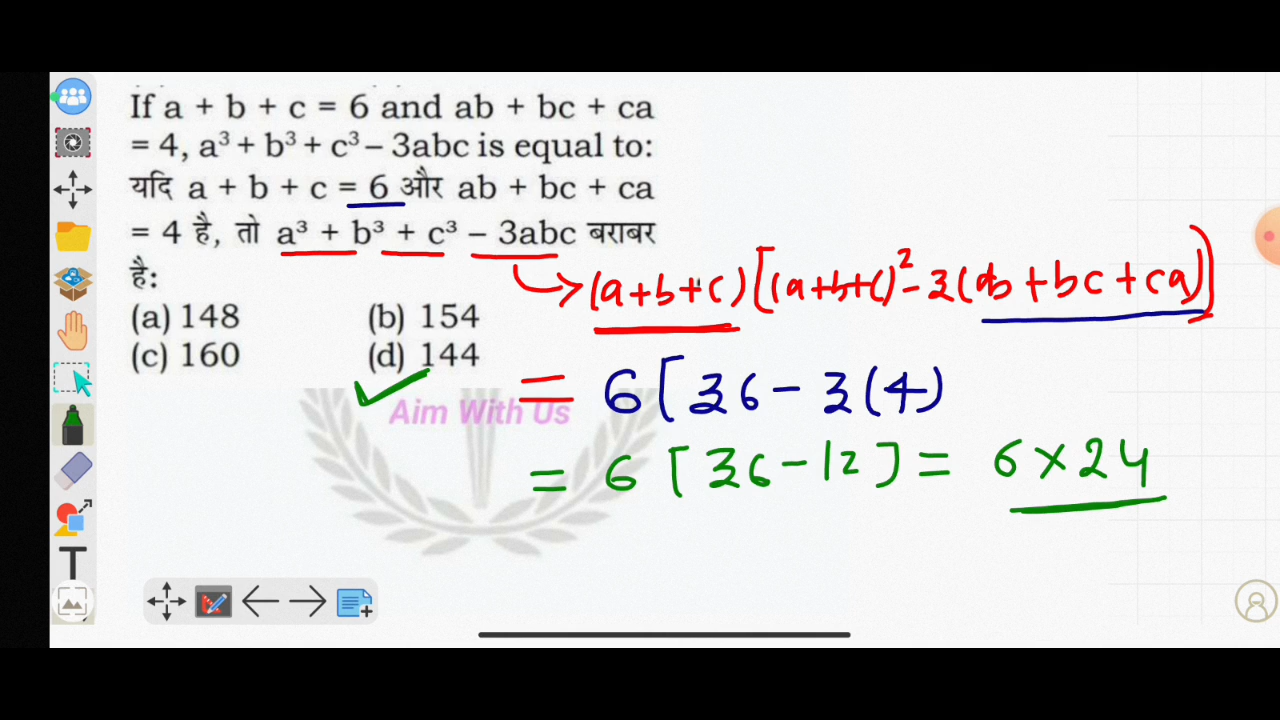 If a + b + c = 6 and ab + bc + ca
= 4, a³ + b³ + c³ – 3abc is equal to:
यदि a + b + c = 6 और ab + bc + ca
= 4 है, तो a³ + b³ + c³ – 3abc बराबर
है:
(a) 148 (b) 154
(c) 160 (d) 144
(a+b+c)[(a+b+c)² - 3(ab+bc+ca)]
= 6[36 - 3(4)
= 6[36-12] = 6×24
Aim With Us
T